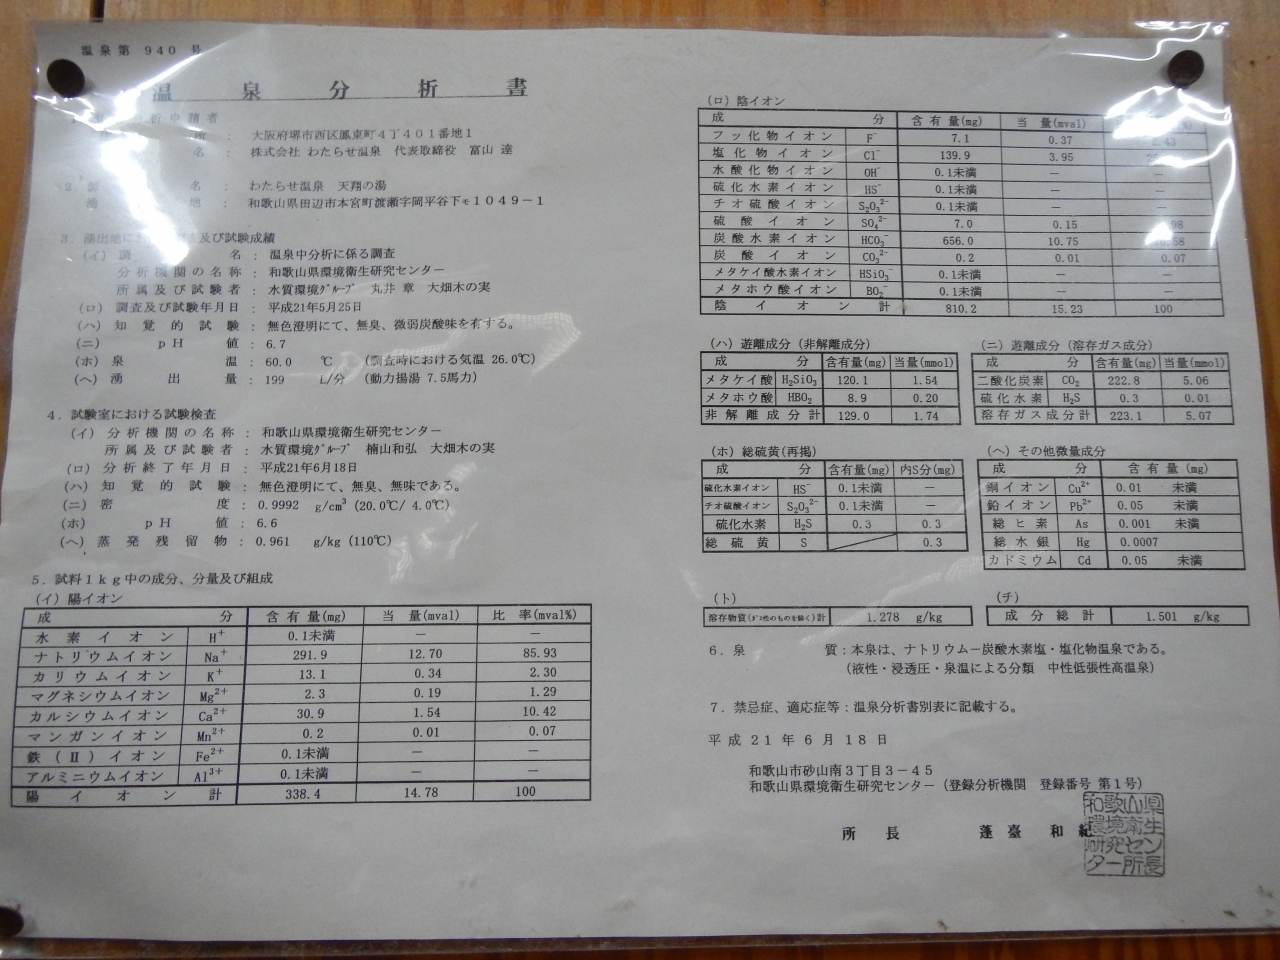 温泉第 940 号
温泉分析書
分析申請者
所 : 大阪府堺市西区鳳東町4丁401番地1
名 : 株式会社 わたらせ温泉 代表取締役 富山 達
2. 源 名 : わたらせ温泉 天翔の湯
湧 地 : 和歌山県田辺市本宮町渡瀬字岡平谷下モ1049-1
3. 湧出地に 査及び試験成績
(イ) 調 名 : 温泉中分析に係る調査
分析機関の名称 : 和歌山県環境衛生研究センター
所属及び試験者 : 水質環境グループ 丸井 章 大畑木の実
(ロ) 調査及び試験年月日 : 平成21年5月25日
(ハ) 知覚的試験 : 無色澄明にて、無臭、微弱炭酸味を有する。
(ニ) pH 値 : 6.7
(ホ) 泉温 : 60.0 ℃ (調査時における気温 26.0℃)
(ヘ) 湧出量 : 199 L/分 (動力揚湯 7.5馬力)
4. 試験室における試験検査
(イ) 分析機関の名称 : 和歌山県環境衛生研究センター
所属及び試験者 : 水質環境グループ 楠山和弘 大畑木の実
(ロ) 分析終了年月日 : 平成21年6月18日
(ハ) 知覚的試験 : 無色澄明にて、無臭、無味である。
(ニ) 密度 : 0.9992 g/cm³ (20.0℃/ 4.0℃)
(ホ) pH 値 : 6.6
(ヘ) 蒸発残留物 : 0.961 g/kg (110℃)
5. 試料1kg中の成分、分量及び組成
(イ) 陽イオン
成分 含有量(mg) 当量(mval) 比率(mval%)
水素イオン H⁺ 0.1未満 — —
ナトリウムイオン Na⁺ 291.9 12.70 85.93
カリウムイオン K⁺ 13.1 0.34 2.30
マグネシウムイオン Mg²⁺ 2.3 0.19 1.29
カルシウムイオン Ca²⁺ 30.9 1.54 10.42
マンガンイオン Mn²⁺ 0.2 0.01 0.07
鉄(Ⅱ)イオン Fe²⁺ 0.1未満 — —
アルミニウムイオン Al³⁺ 0.1未満 — —
陽イオン計 338.4 14.78 100
(ロ) 陰イオン
成分 含有量(mg) 当量(mval)
フッ化物イオン F⁻ 7.1 0.37 2.43
塩化物イオン Cl⁻ 139.9 3.95
水酸化物イオン OH⁻ 0.1未満 — —
硫化水素イオン HS⁻ 0.1未満 — —
チオ硫酸イオン S₂O₃²⁻ 0.1未満 — —
硫酸イオン SO₄²⁻ 7.0 0.15
炭酸水素イオン HCO₃⁻ 656.0 10.75
炭酸イオン CO₃²⁻ 0.2 0.01 0.07
メタケイ酸水素イオン HSiO₃⁻ 0.1未満 — —
メタホウ酸イオン BO₂⁻ 0.1未満 — —
陰イオン計 810.2 15.23 100
(ハ) 遊離成分 (非解離成分)
成分 含有量(mg) 当量(mmol)
メタケイ酸 H₂SiO₃ 120.1 1.54
メタホウ酸 HBO₂ 8.9 0.20
非解離成分計 129.0 1.74
(ニ) 遊離成分 (溶存ガス成分)
成分 含有量(mg) 当量(mmol)
二酸化炭素 CO₂ 222.8 5.06
硫化水素 H₂S 0.3 0.01
溶存ガス成分計 223.1 5.07
(ホ) 総硫黄(再掲)
成分 含有量(mg) 内S分(mg)
硫化水素イオン HS⁻ 0.1未満 —
チオ硫酸イオン S₂O₃²⁻ 0.1未満 —
硫化水素 H₂S 0.3 0.3
総硫黄 S 0.3
(ヘ) その他微量成分
成分 含有量(mg)
銅イオン Cu²⁺ 0.01 未満
鉛イオン Pb²⁺ 0.05 未満
総ヒ素 As 0.001 未満
総水銀 Hg 0.0007
カドミウム Cd 0.05 未満
(ト)
溶存物質(ガス性のものを除く)計 1.278 g/kg
(チ)
成分総計 1.501 g/kg
6. 泉質 : 本泉は、ナトリウム-炭酸水素塩・塩化物温泉である。
(液性・浸透圧・泉温による分類 中性低張性高温泉)
7. 禁忌症、適応症等 : 温泉分析書別表に記載する。
平成21年6月18日
和歌山市砂山南3丁目3-45
和歌山県環境衛生研究センター (登録分析機関 登録番号 第1号)
所長 蓬臺 和紀
和歌山県
環境衛生
研究セン
ター所長